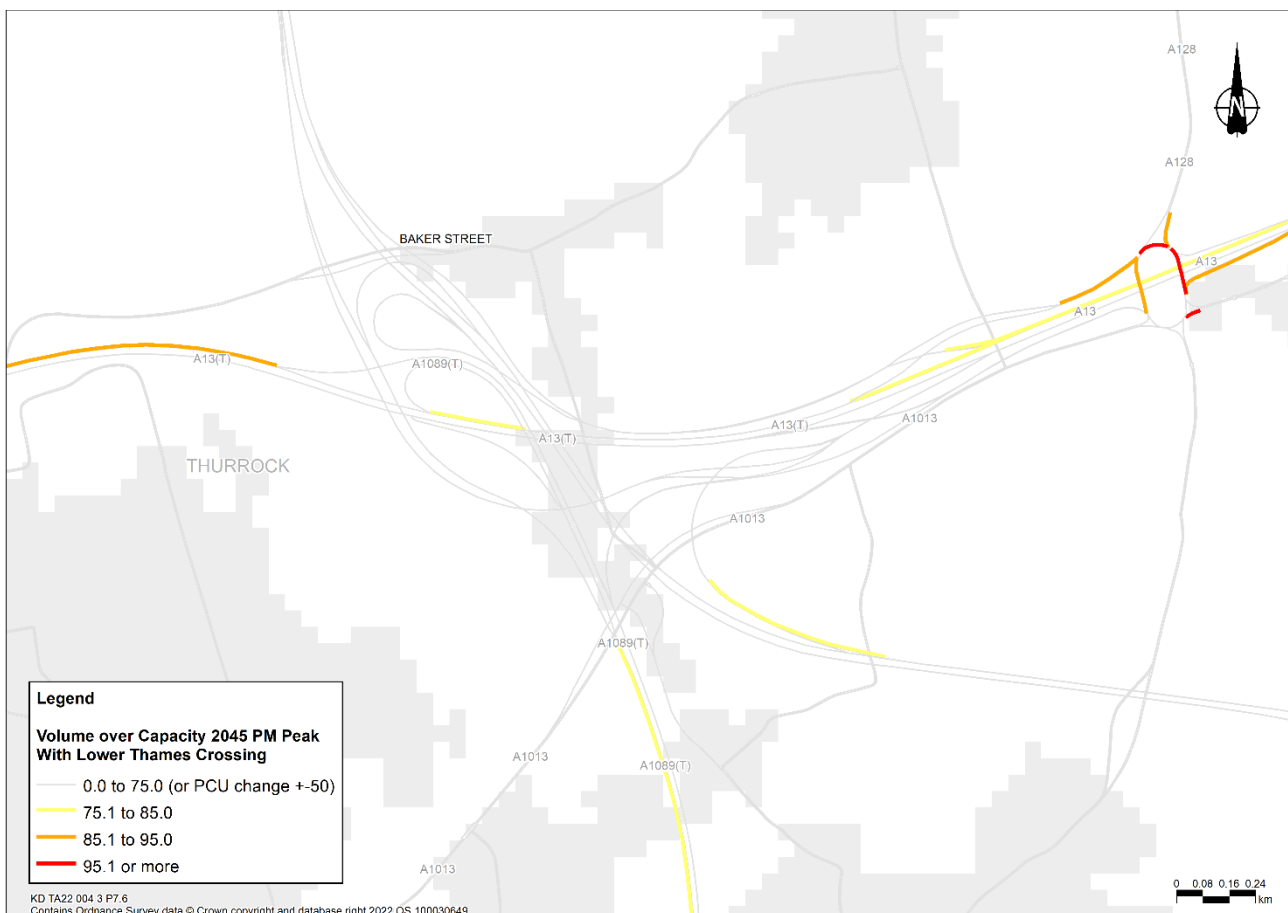 A128
N
A128
BAKER STREET
A13
A13
A13(T)
A1089(T)
A13(T)
A13(T)
A1013
THURROCK
A1013
A1089(T)
A1089(T)
A1013
A1013
Legend
Volume over Capacity 2045 PM Peak
With Lower Thames Crossing
0.0 to 75.0 (or PCU change +-50)
75.1 to 85.0
85.1 to 95.0
95.1 or more
KD TA22 004 3 P7.6
Contains Ordnance Survey data © Crown copyright and database right 2022 OS 100030649
0 0.08 0.16 0.24
km